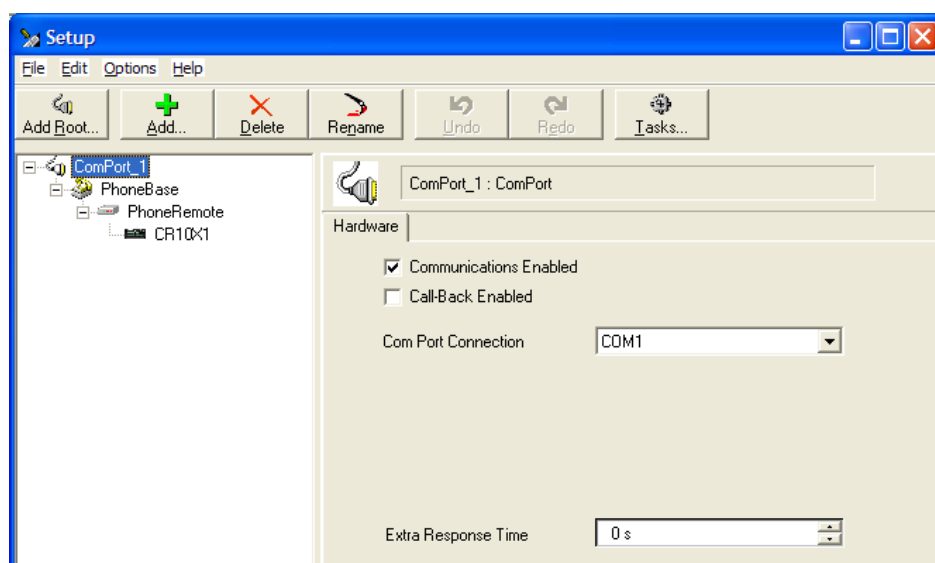 Setup
File Edit Options Help
Add Root... Add... Delete Rename Undo Redo Tasks...
ComPort_1
PhoneBase
PhoneRemote
CR10X1
ComPort_1 : ComPort
Hardware
Communications Enabled
Call-Back Enabled
Com Port Connection COM1
Extra Response Time 0 s